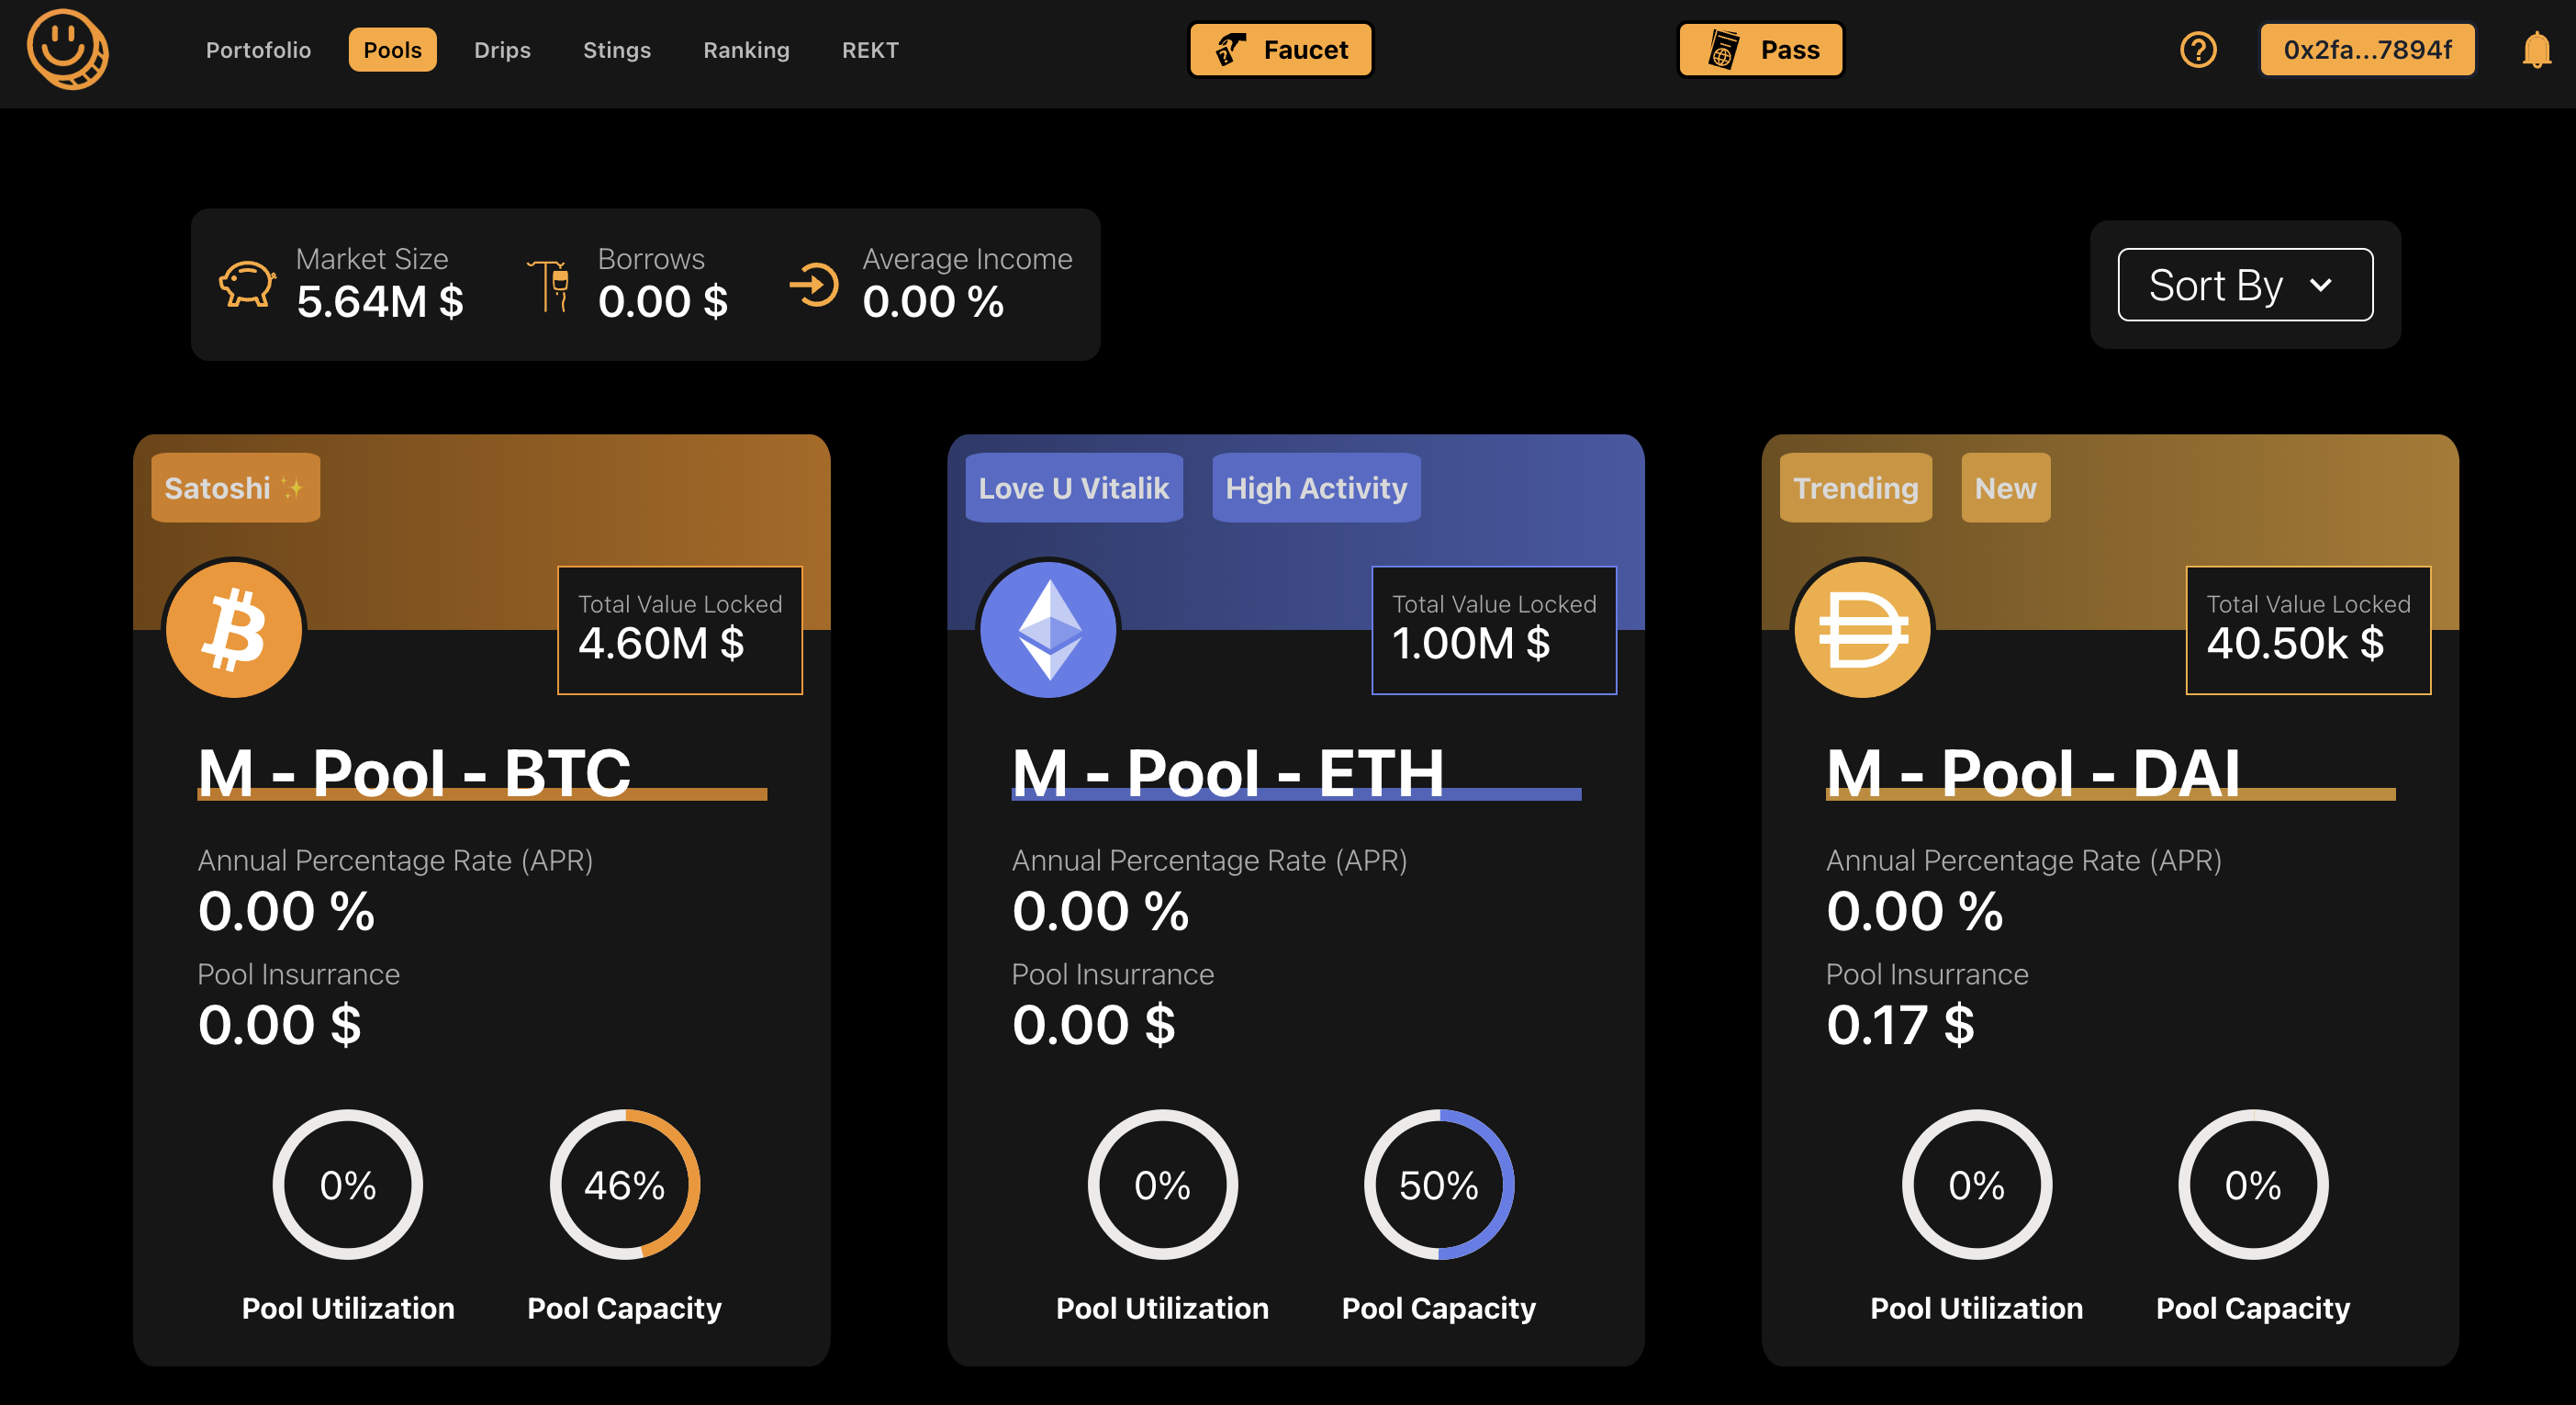 Portofolio Pools Drips Stings Ranking REKT Faucet Pass 0x2fa...7894f
Market Size Borrows Average Income
5.64M $ 0.00 $ 0.00 %
Sort By
Satoshi ✨
Total Value Locked
4.60M $
M - Pool - BTC
Annual Percentage Rate (APR)
0.00 %
Pool Insurrance
0.00 $
0% 46%
Pool Utilization Pool Capacity
Love U Vitalik High Activity
Total Value Locked
1.00M $
M - Pool - ETH
Annual Percentage Rate (APR)
0.00 %
Pool Insurrance
0.00 $
0% 50%
Pool Utilization Pool Capacity
Trending New
Total Value Locked
40.50k $
M - Pool - DAI
Annual Percentage Rate (APR)
0.00 %
Pool Insurrance
0.17 $
0% 0%
Pool Utilization Pool Capacity